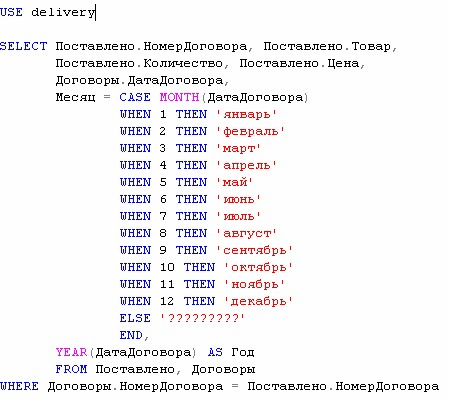 USE delivery
SELECT Поставлено.НомерДоговора, Поставлено.Товар,
Поставлено.Количество, Поставлено.Цена,
Договоры.ДатаДоговора,
Месяц = CASE MONTH(ДатаДоговора)
WHEN 1 THEN 'январь'
WHEN 2 THEN 'февраль'
WHEN 3 THEN 'март'
WHEN 4 THEN 'апрель'
WHEN 5 THEN 'май'
WHEN 6 THEN 'июнь'
WHEN 7 THEN 'июль'
WHEN 8 THEN 'август'
WHEN 9 THEN 'сентябрь'
WHEN 10 THEN 'октябрь'
WHEN 11 THEN 'ноябрь'
WHEN 12 THEN 'декабрь'
ELSE '?????????'
END,
YEAR(ДатаДоговора) AS Год
FROM Поставлено, Договоры
WHERE Договоры.НомерДоговора = Поставлено.НомерДоговора